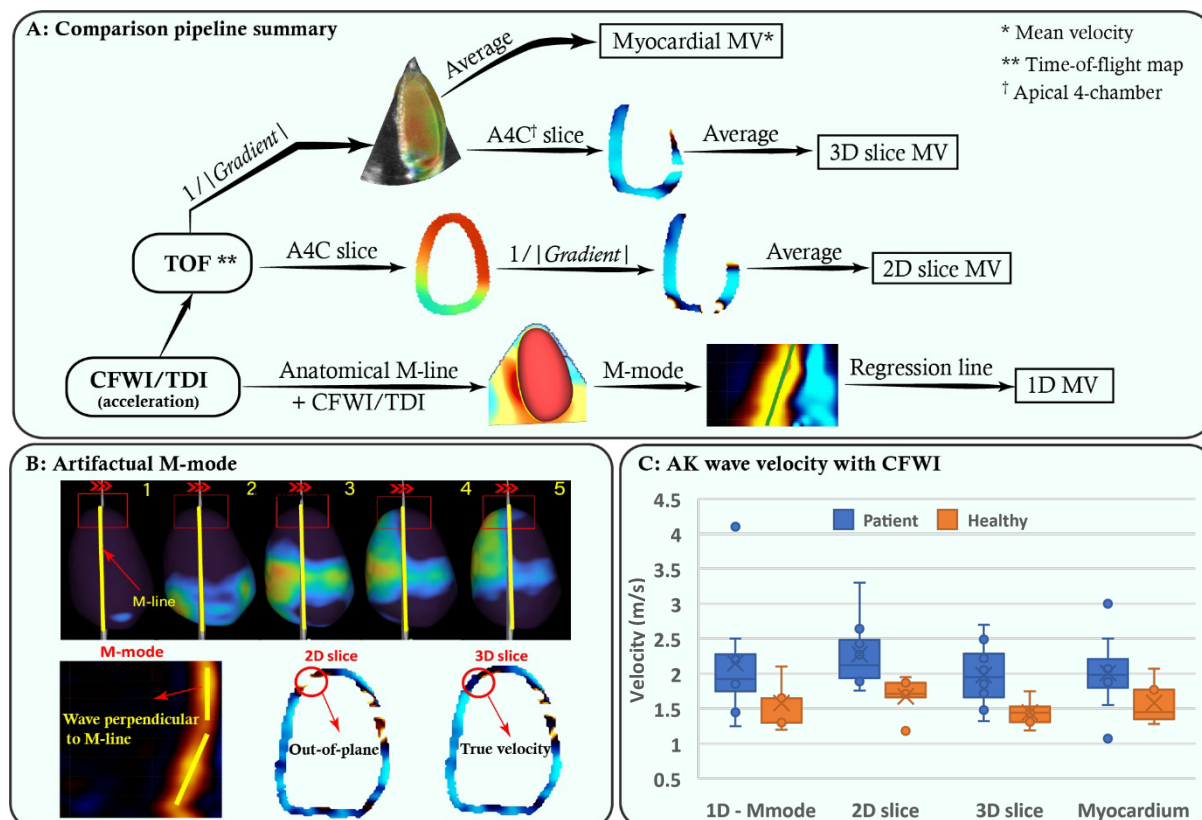 A: Comparison pipeline summary
* Mean velocity
** Time-of-flight map
† Apical 4-chamber
Average
Myocardial MV*
1/|Gradient|
A4C† slice
Average
3D slice MV
TOF **
A4C slice
1/|Gradient|
Average
2D slice MV
CFWI/TDI
(acceleration)
Anatomical M-line
+ CFWI/TDI
M-mode
Regression line
1D MV
B: Artifactual M-mode
>>> 1
>>> 2
>>> 3
>>> 4
>>> 5
M-line
M-mode
Wave perpendicular
to M-line
2D slice
Out-of-plane
3D slice
True velocity
C: AK wave velocity with CFWI
Patient Healthy
Velocity (m/s)
4.5
4
3.5
3
2.5
2
1.5
1
0.5
1D - Mmode 2D slice 3D slice Myocardium